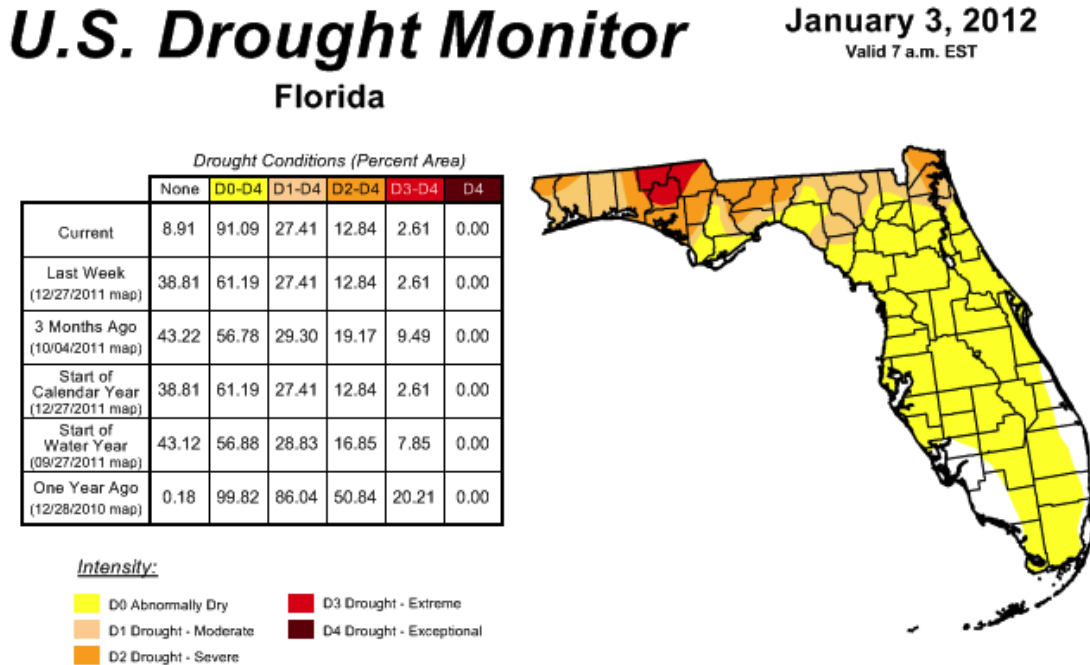 U.S. Drought Monitor
January 3, 2012
Valid 7 a.m. EST
Florida
Drought Conditions (Percent Area)
None D0-D4 D1-D4 D2-D4 D3-D4 D4
Current 8.91 91.09 27.41 12.84 2.61 0.00
Last Week
(12/27/2011 map) 38.81 61.19 27.41 12.84 2.61 0.00
3 Months Ago
(10/04/2011 map) 43.22 56.78 29.30 19.17 9.49 0.00
Start of
Calendar Year
(12/27/2011 map) 38.81 61.19 27.41 12.84 2.61 0.00
Start of
Water Year
(09/27/2011 map) 43.12 56.88 28.83 16.85 7.85 0.00
One Year Ago
(12/28/2010 map) 0.18 99.82 86.04 50.84 20.21 0.00
Intensity:
D0 Abnormally Dry
D1 Drought - Moderate
D2 Drought - Severe
D3 Drought - Extreme
D4 Drought - Exceptional